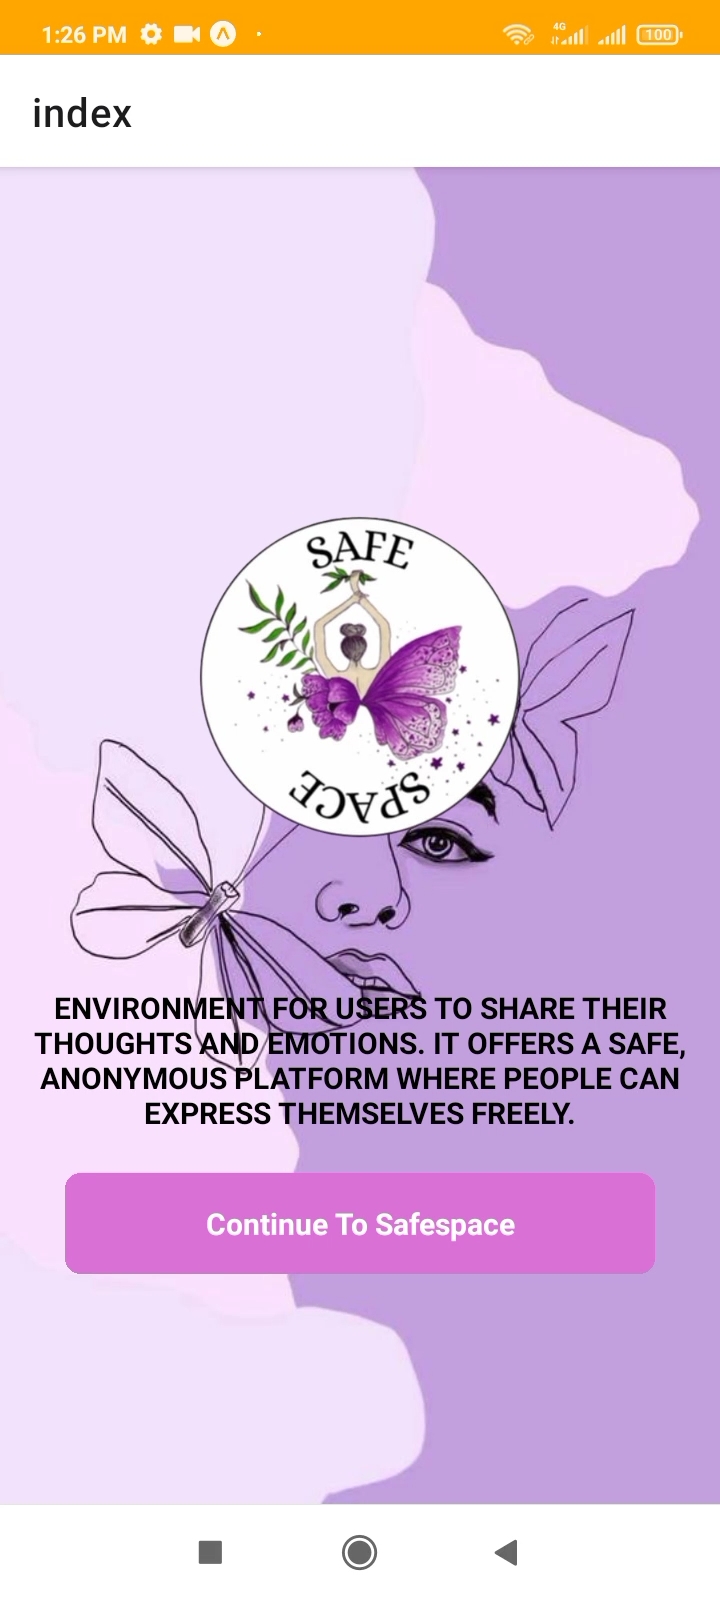 1:26 PM
4G
100
index
SAFE
SPACE
ENVIRONMENT FOR USERS TO SHARE THEIR
THOUGHTS AND EMOTIONS. IT OFFERS A SAFE,
ANONYMOUS PLATFORM WHERE PEOPLE CAN
EXPRESS THEMSELVES FREELY.
Continue To Safespace